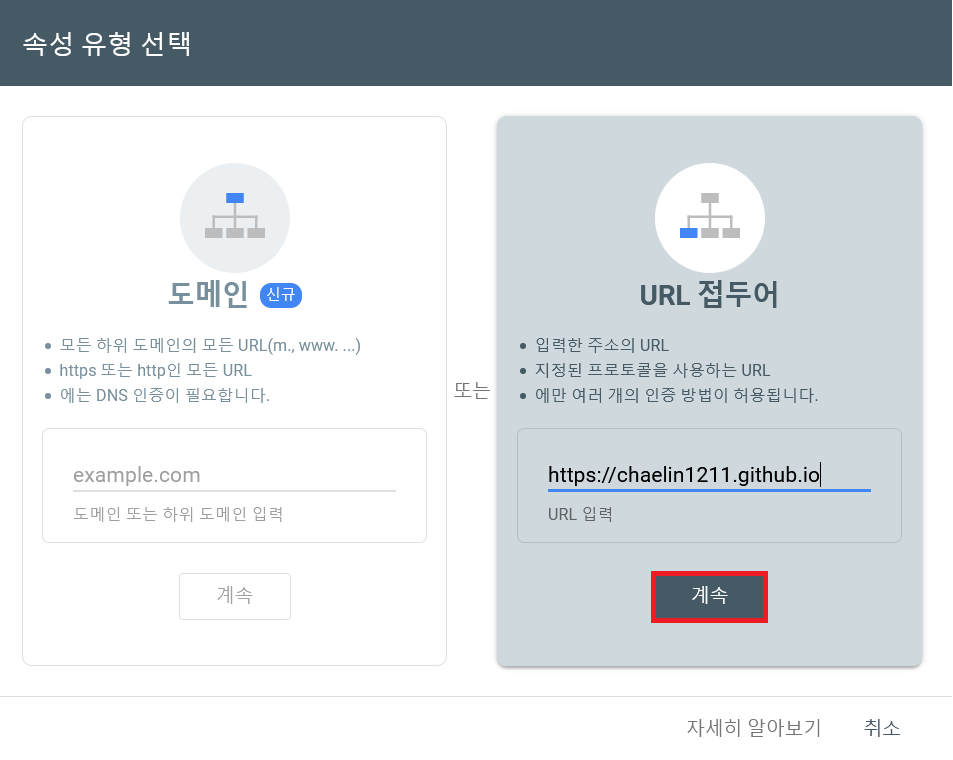 속성 유형 선택
도메인 신규
모든 하위 도메인의 모든 URL(m., www. ...)
https 또는 http인 모든 URL
에는 DNS 인증이 필요합니다.
example.com
도메인 또는 하위 도메인 입력
계속
또는
URL 접두어
입력한 주소의 URL
지정된 프로토콜을 사용하는 URL
에만 여러 개의 인증 방법이 허용됩니다.
https://chaelin1211.github.io
URL 입력
계속
자세히 알아보기 취소